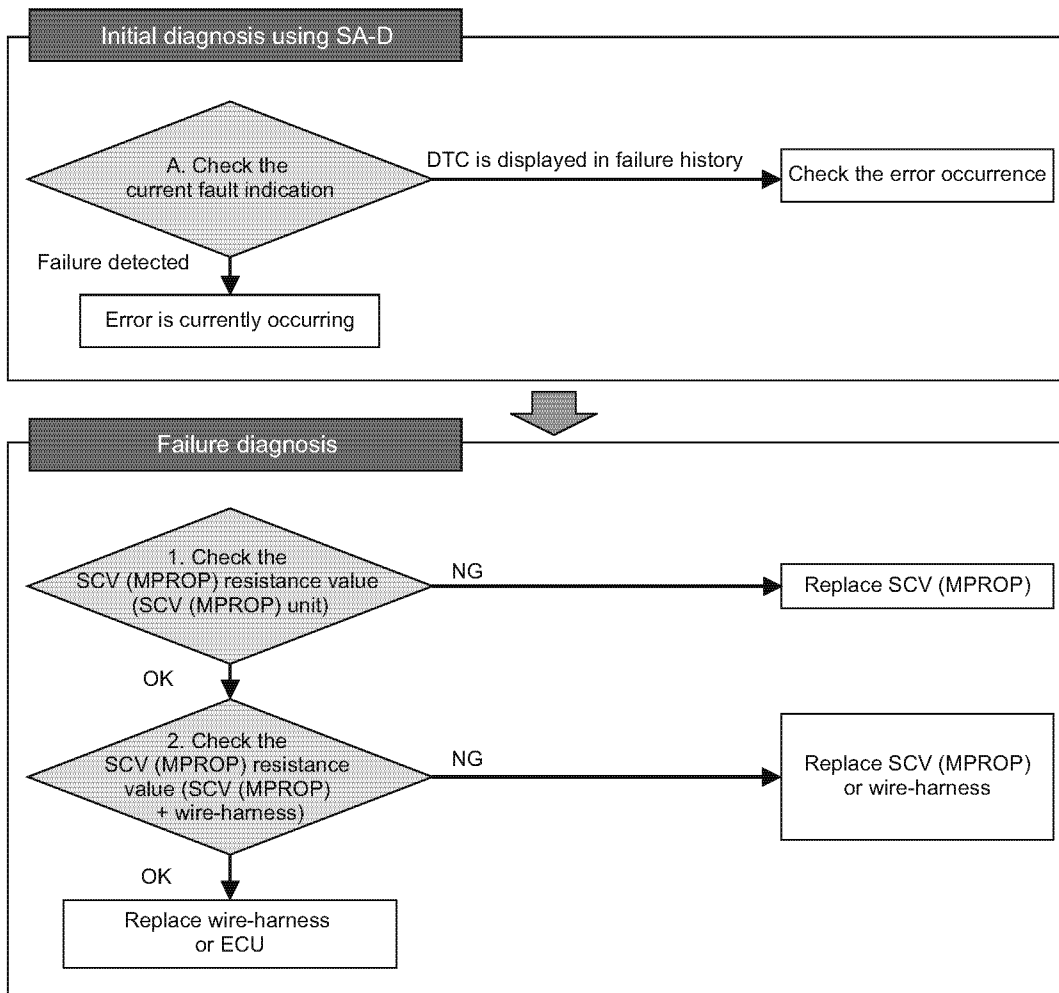 Initial diagnosis using SA-D
A. Check the
current fault indication
DTC is displayed in failure history
Check the error occurrence
Failure detected
Error is currently occurring
Failure diagnosis
1. Check the
SCV (MPROP) resistance value
(SCV (MPROP) unit)
NG
Replace SCV (MPROP)
OK
2. Check the
SCV (MPROP) resistance
value (SCV (MPROP)
+ wire-harness)
NG
Replace SCV (MPROP)
or wire-harness
OK
Replace wire-harness
or ECU